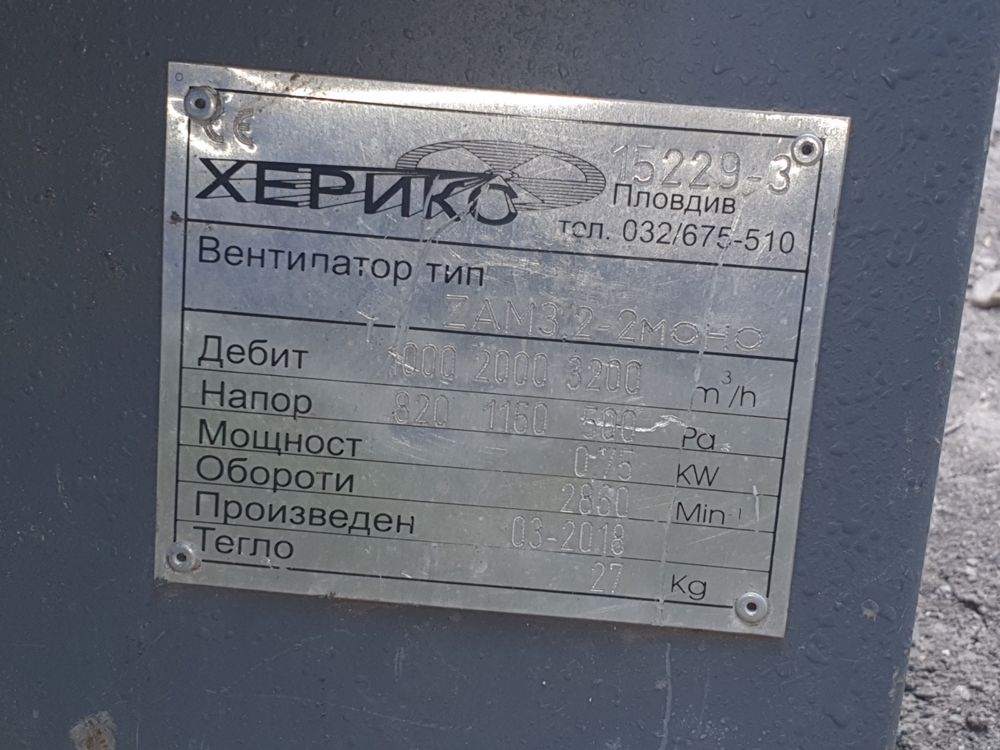 CE
15229-3
ХЕРИКО
Пловдив
тел. 032/675-510
Вентилатор тип
ZAM3,2-2МОНО
Дебит 1000 2000 3200 m³/h
Напор 820 1160 500 Pa
Мощност 0,75 KW
Обороти 2860 Min-1
Произведен 03-2018
Тегло 27 Kg